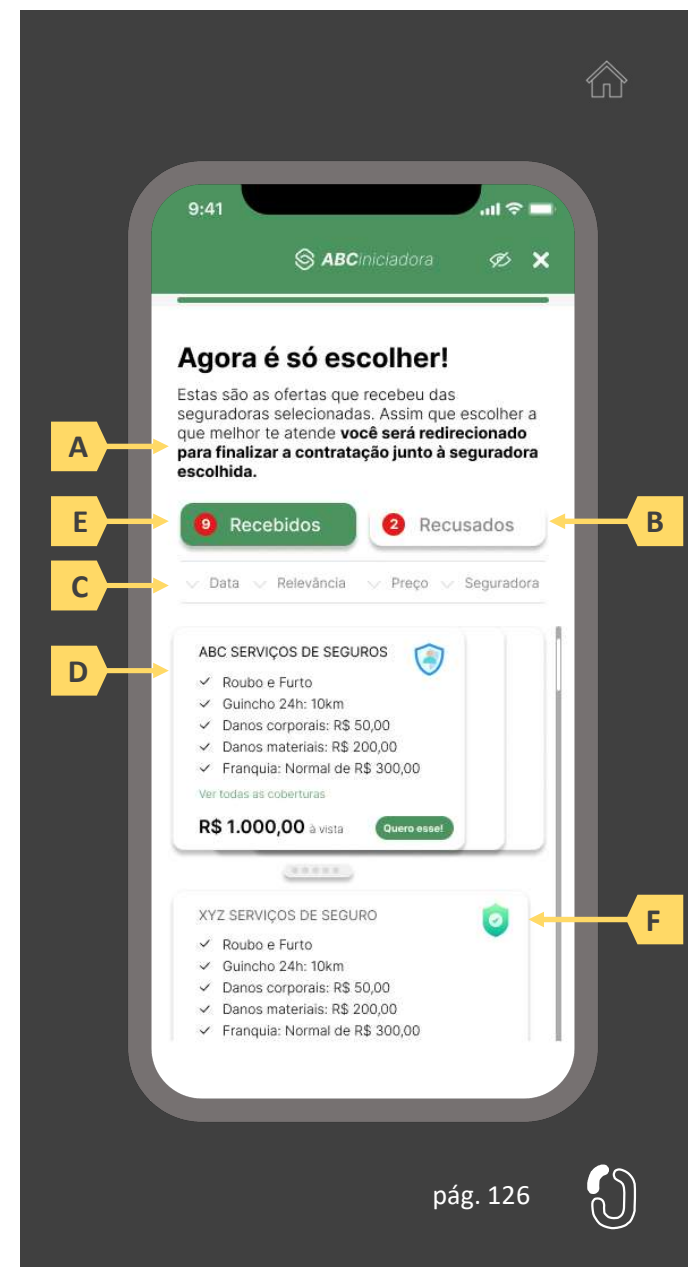 9:41
ABCiniciadora
Agora é só escolher!
Estas são as ofertas que recebeu das
seguradoras selecionadas. Assim que escolher a
que melhor te atende você será redirecionado
para finalizar a contratação junto à seguradora
escolhida.
A
E
9 Recebidos
2 Recusados
B
C
Data Relevância Preço Seguradora
D
ABC SERVIÇOS DE SEGUROS
Roubo e Furto
Guincho 24h: 10km
Danos corporais: R$ 50,00
Danos materiais: R$ 200,00
Franquia: Normal de R$ 300,00
Ver todas as coberturas
R$ 1.000,00 à vista Quero esse!
XYZ SERVIÇOS DE SEGURO
F
Roubo e Furto
Guincho 24h: 10km
Danos corporais: R$ 50,00
Danos materiais: R$ 200,00
Franquia: Normal de R$ 300,00
pág. 126